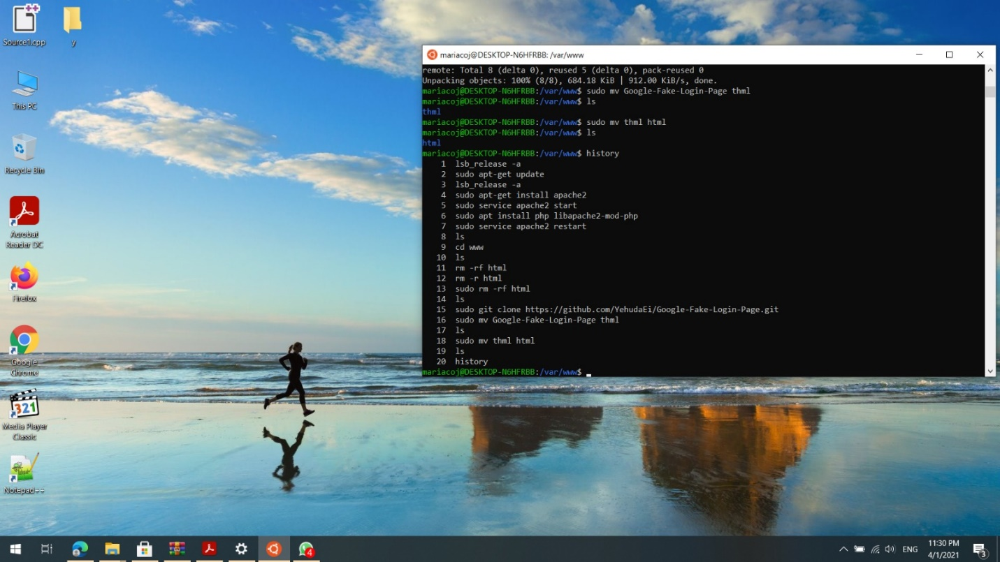 Source1.cpp
y
This PC
Recycle Bin
Acrobat
Reader DC
Firefox
Google
Chrome
321
Media Player
Classic
Notepad++
mariacoj@DESKTOP-N6HFRBB: /var/www
remote: Total 8 (delta 0), reused 5 (delta 0), pack-reused 0
Unpacking objects: 100% (8/8), 684.18 KiB | 912.00 KiB/s, done.
mariacoj@DESKTOP-N6HFRBB:/var/www$ sudo mv Google-Fake-Login-Page thml
mariacoj@DESKTOP-N6HFRBB:/var/www$ ls
thml
mariacoj@DESKTOP-N6HFRBB:/var/www$ sudo mv thml html
mariacoj@DESKTOP-N6HFRBB:/var/www$ ls
html
mariacoj@DESKTOP-N6HFRBB:/var/www$ history
1 lsb_release -a
2 sudo apt-get update
3 lsb_release -a
4 sudo apt-get install apache2
5 sudo service apache2 start
6 sudo apt install php libapache2-mod-php
7 sudo service apache2 restart
8 ls
9 cd www
10 ls
11 rm -rf html
12 rm -r html
13 sudo rm -rf html
14 ls
15 sudo git clone https://github.com/YehudaEi/Google-Fake-Login-Page.git
16 sudo mv Google-Fake-Login-Page thml
17 ls
18 sudo mv thml html
19 ls
20 history
mariacoj@DESKTOP-N6HFRBB:/var/www$
4
ENG
11:30 PM
4/1/2021
3